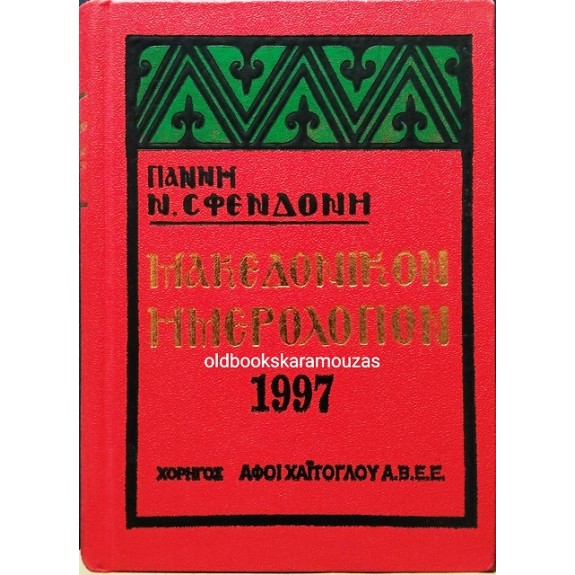 ΓΙΑΝΝΗ
Ν. ϹΦΕΝΔΟΝΗ
ΜΑΚΕΔΟΝΙΚΟΝ
ΗΜΕΡΟΛΟΓΙΟΝ
oldbookskaramouzas
1997
ΧΟΡΗΓΟΣ ΑΦΟΙ ΧΑΪΤΟΓΛΟΥ Α.Β.Ε.Ε.